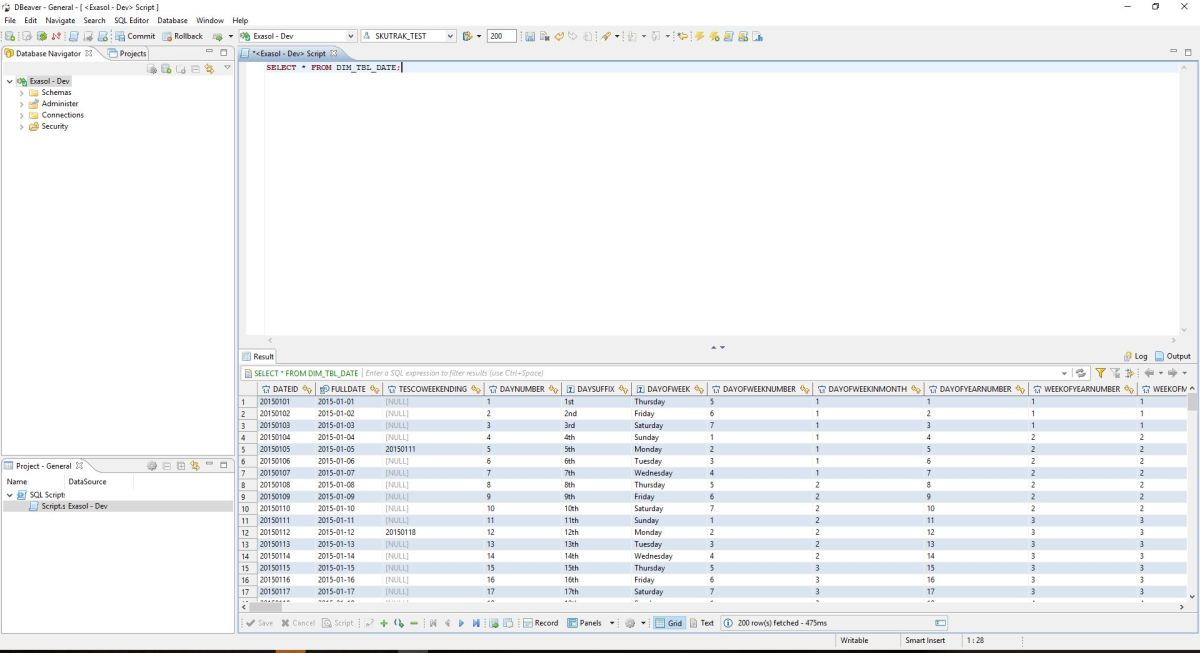 DBeaver - General - [ <Exasol - Dev> Script ]
File Edit Navigate Search SQL Editor Database Window Help
Commit Rollback Exasol - Dev SKUTRAK_TEST 200
Database Navigator Projects
*<Exasol - Dev> Script
SELECT * FROM DIM_TBL_DATE;
Exasol - Dev
Schemas
Administer
Connections
Security
Result Log Output
SELECT * FROM DIM_TBL_DATE Enter a SQL expression to filter results (use Ctrl+Space)
DATEID FULLDATE TESCOWEEKENDING DAYNUMBER DAYSUFFIX DAYOFWEEK DAYOFWEEKNUMBER DAYOFWEEKINMONTH DAYOFYEARNUMBER WEEKOFYEARNUMBER WEEKOFM
1 20150101 2015-01-01 [NULL] 1 1st Thursday 5 1 1 1 1
2 20150102 2015-01-02 [NULL] 2 2nd Friday 6 1 2 1 1
3 20150103 2015-01-03 [NULL] 3 3rd Saturday 7 1 3 1 1
4 20150104 2015-01-04 [NULL] 4 4th Sunday 1 1 4 2 2
5 20150105 2015-01-05 20150111 5 5th Monday 2 1 5 2 2
6 20150106 2015-01-06 [NULL] 6 6th Tuesday 3 1 6 2 2
7 20150107 2015-01-07 [NULL] 7 7th Wednesday 4 1 7 2 2
8 20150108 2015-01-08 [NULL] 8 8th Thursday 5 2 8 2 2
9 20150109 2015-01-09 [NULL] 9 9th Friday 6 2 9 2 2
10 20150110 2015-01-10 [NULL] 10 10th Saturday 7 2 10 2 2
11 20150111 2015-01-11 [NULL] 11 11th Sunday 1 2 11 3 3
12 20150112 2015-01-12 20150118 12 12th Monday 2 2 12 3 3
13 20150113 2015-01-13 [NULL] 13 13th Tuesday 3 2 13 3 3
14 20150114 2015-01-14 [NULL] 14 14th Wednesday 4 2 14 3 3
15 20150115 2015-01-15 [NULL] 15 15th Thursday 5 3 15 3 3
16 20150116 2015-01-16 [NULL] 16 16th Friday 6 3 16 3 3
17 20150117 2015-01-17 [NULL] 17 17th Saturday 7 3 17 3 3
Project - General
Name DataSource
SQL Scripts
Script.s Exasol - Dev
Save Cancel Script Record Panels Grid Text 200 row(s) fetched - 475ms
Writable Smart Insert 1 : 28